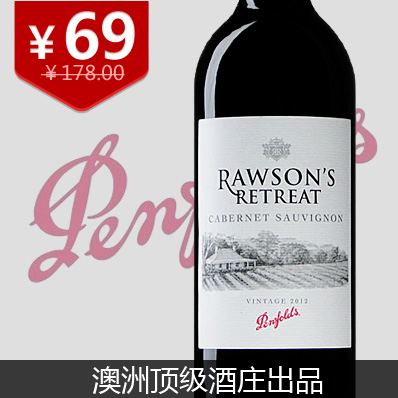 ¥69
¥178.00
Penfolds
RAWSON'S
RETREAT
CABERNET SAUVIGNON
VINTAGE 2012
Penfolds
澳洲顶级酒庄出品